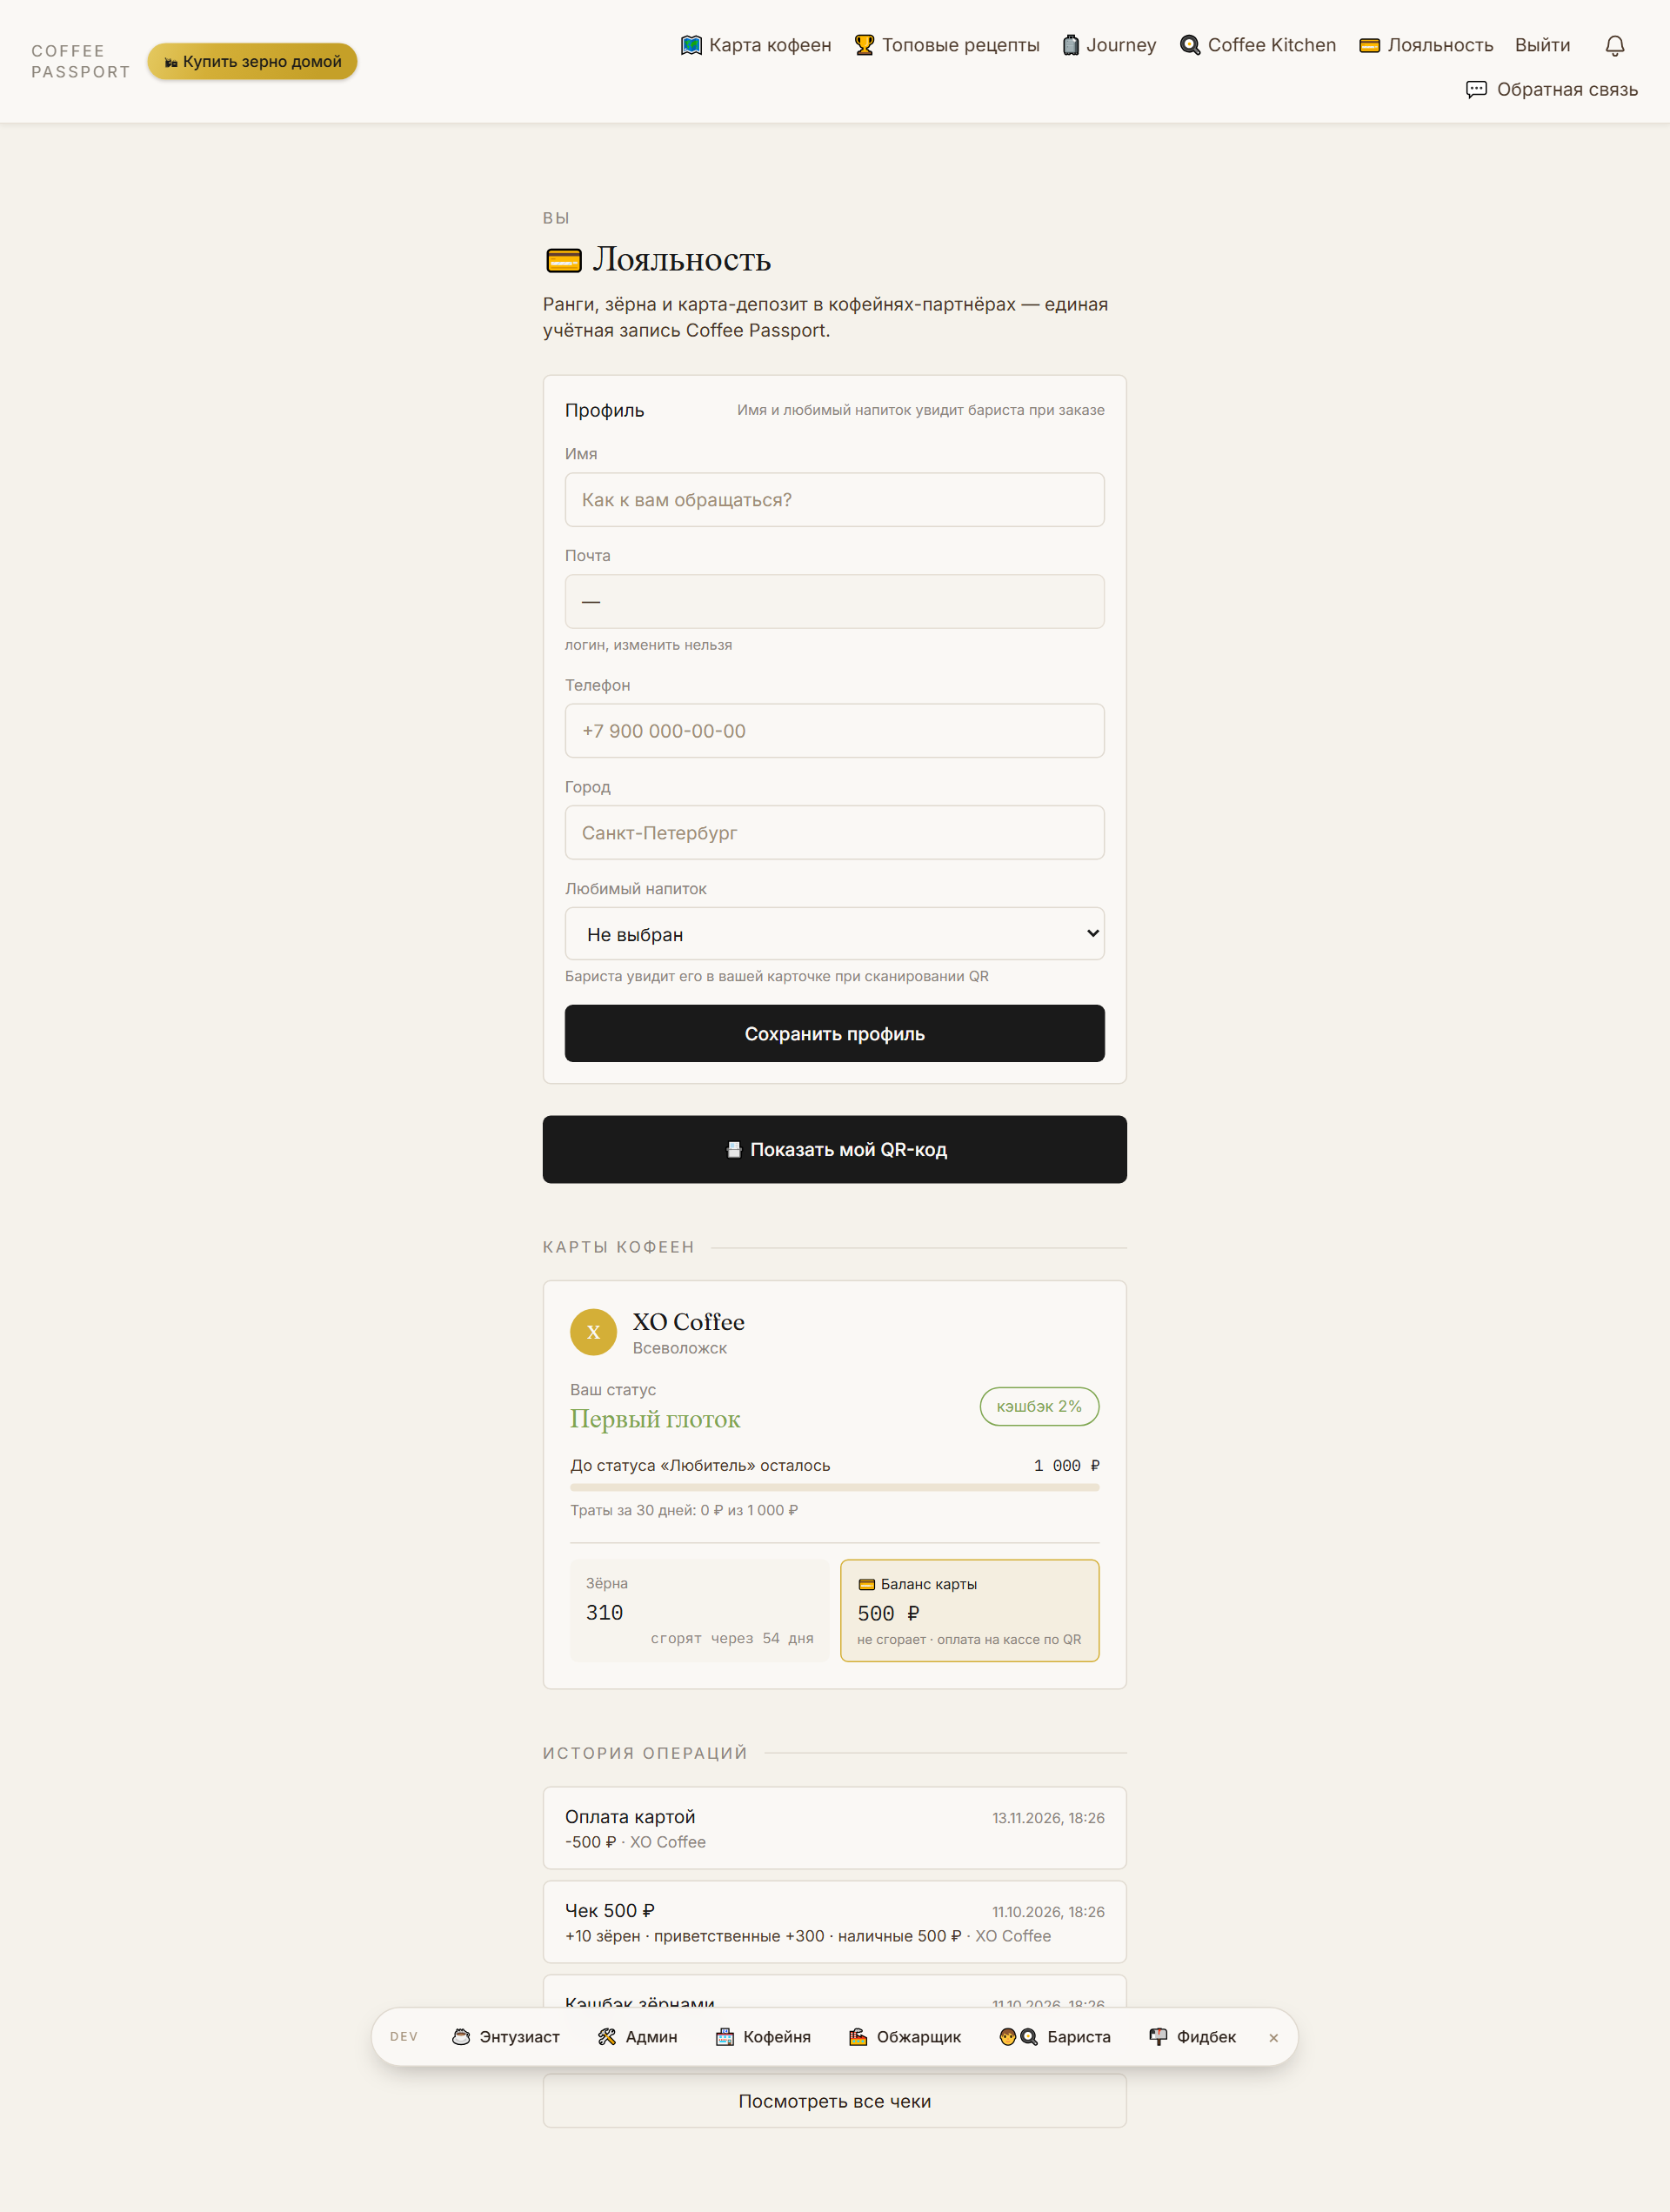 COFFEE
PASSPORT
Купить зерно домой
Карта кофеен
Топовые рецепты
Journey
Coffee Kitchen
Лояльность
Выйти
Обратная связь
ВЫ
Лояльность
Ранги, зёрна и карта-депозит в кофейнях-партнёрах — единая
учётная запись Coffee Passport.
Профиль
Имя и любимый напиток увидит бариста при заказе
Имя
Как к вам обращаться?
Почта
—
логин, изменить нельзя
Телефон
+7 900 000-00-00
Город
Санкт-Петербург
Любимый напиток
Не выбран
Бариста увидит его в вашей карточке при сканировании QR
Сохранить профиль
Показать мой QR-код
КАРТЫ КОФЕЕН
X
XO Coffee
Всеволожск
Ваш статус
Первый глоток
кэшбэк 2%
До статуса «Любитель» осталось
1 000 ₽
Траты за 30 дней: 0 ₽ из 1 000 ₽
Зёрна
310
сгорят через 54 дня
Баланс карты
500 ₽
не сгорает · оплата на кассе по QR
ИСТОРИЯ ОПЕРАЦИЙ
Оплата картой
13.11.2026, 18:26
-500 ₽ · XO Coffee
Чек 500 ₽
11.10.2026, 18:26
+10 зёрен · приветственные +300 · наличные 500 ₽ · XO Coffee
Кэшбэк зёрнами
11.10.2026, 18:26
DEV
Энтузиаст
Админ
Кофейня
Обжарщик
Бариста
Фидбек
×
Посмотреть все чеки